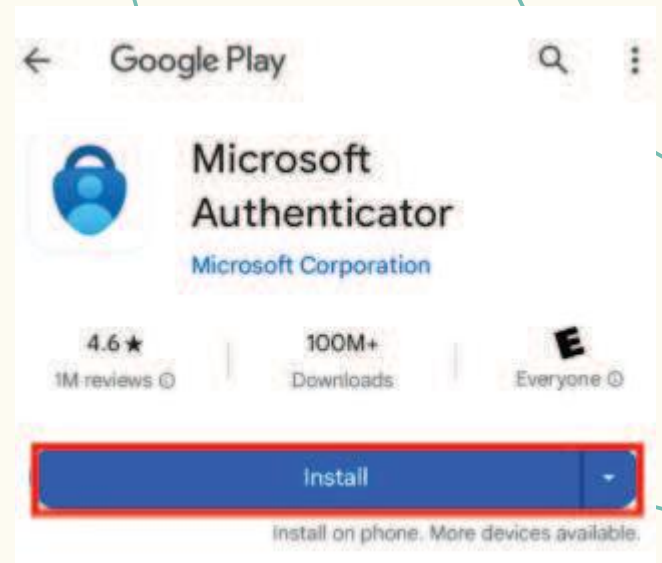 Google Play
Microsoft
Authenticator
Microsoft Corporation
4.6★ 100M+ E
1M reviews Downloads Everyone
Install
Install on phone. More devices available.